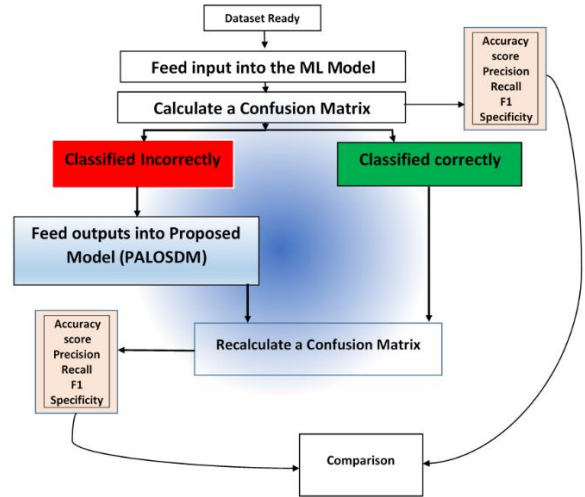 Dataset Ready
Feed input into the ML Model
Calculate a Confusion Matrix
Accuracy
score
Precision
Recall
F1
Specificity
Classified Incorrectly
Classified correctly
Feed outputs into Proposed
Model (PALOSDM)
Recalculate a Confusion Matrix
Accuracy
score
Precision
Recall
F1
Specificity
Comparison